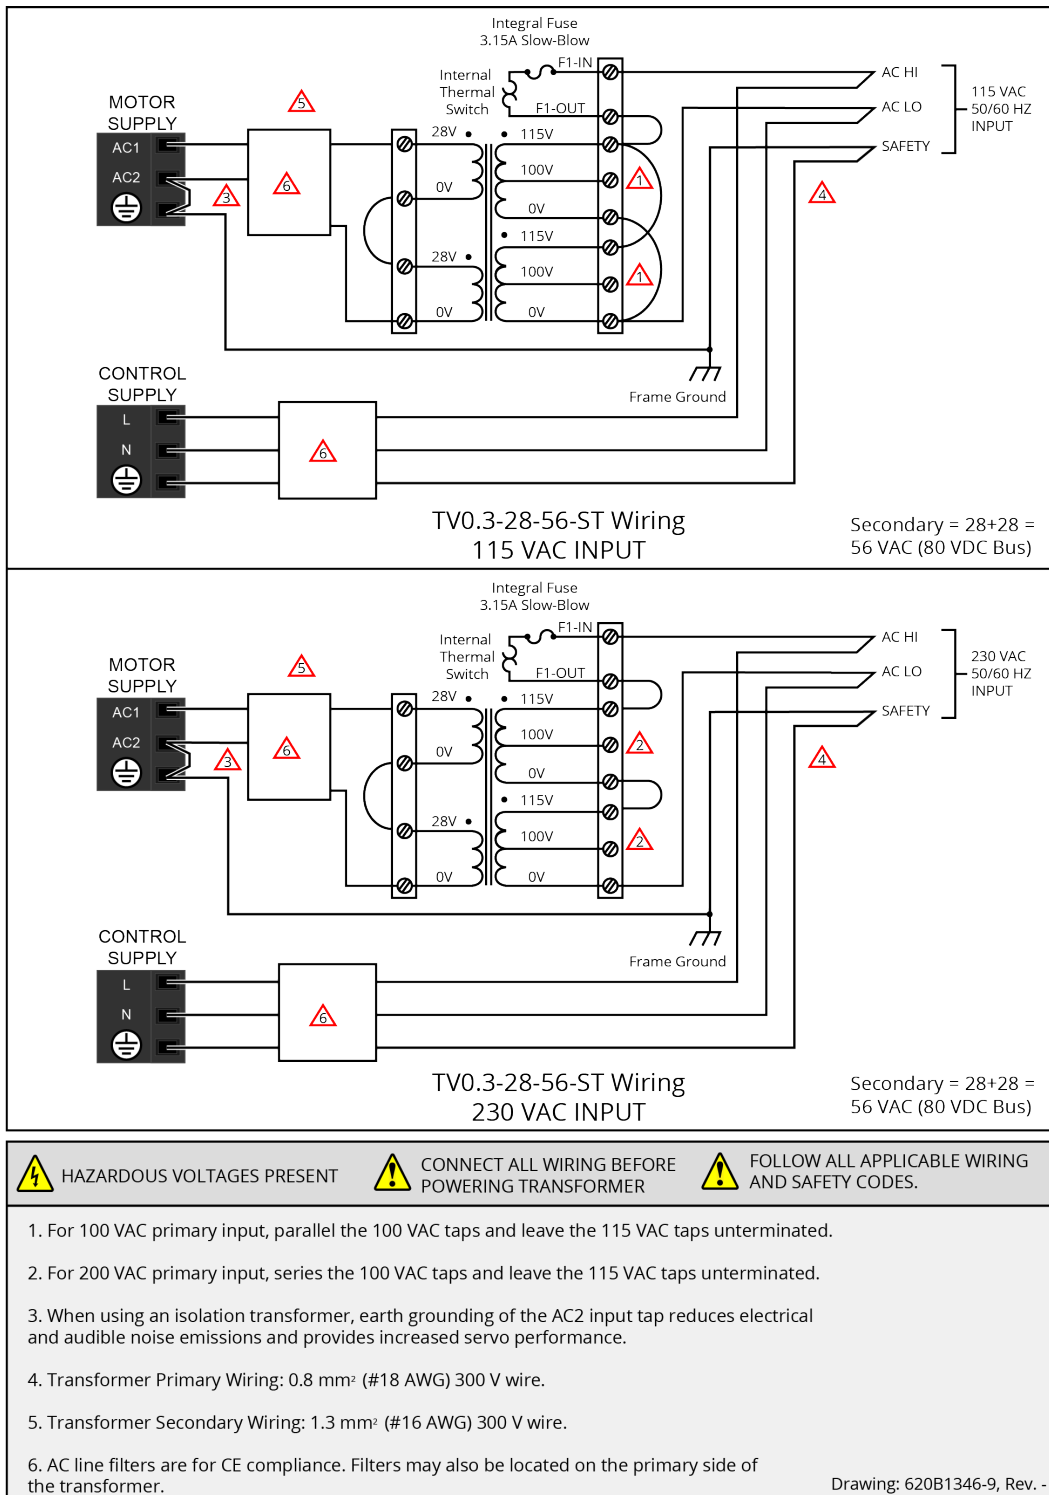 Integral Fuse
3.15A Slow-Blow
F1-IN
Internal
Thermal
Switch
F1-OUT
AC HI
AC LO
SAFETY
115 VAC
50/60 HZ
INPUT
MOTOR
SUPPLY
AC1
AC2
5
6
3
28V
0V
28V
0V
115V
100V
0V
115V
100V
0V
1
1
4
Frame Ground
CONTROL
SUPPLY
L
N
6
TV0.3-28-56-ST Wiring
115 VAC INPUT
Secondary = 28+28 =
56 VAC (80 VDC Bus)
Integral Fuse
3.15A Slow-Blow
F1-IN
Internal
Thermal
Switch
F1-OUT
AC HI
AC LO
SAFETY
230 VAC
50/60 HZ
INPUT
MOTOR
SUPPLY
AC1
AC2
5
6
3
28V
0V
28V
0V
115V
100V
0V
115V
100V
0V
2
2
4
Frame Ground
CONTROL
SUPPLY
L
N
6
TV0.3-28-56-ST Wiring
230 VAC INPUT
Secondary = 28+28 =
56 VAC (80 VDC Bus)
HAZARDOUS VOLTAGES PRESENT
CONNECT ALL WIRING BEFORE
POWERING TRANSFORMER
FOLLOW ALL APPLICABLE WIRING
AND SAFETY CODES.
1. For 100 VAC primary input, parallel the 100 VAC taps and leave the 115 VAC taps unterminated.
2. For 200 VAC primary input, series the 100 VAC taps and leave the 115 VAC taps unterminated.
3. When using an isolation transformer, earth grounding of the AC2 input tap reduces electrical
and audible noise emissions and provides increased servo performance.
4. Transformer Primary Wiring: 0.8 mm² (#18 AWG) 300 V wire.
5. Transformer Secondary Wiring: 1.3 mm² (#16 AWG) 300 V wire.
6. AC line filters are for CE compliance. Filters may also be located on the primary side of
the transformer.
Drawing: 620B1346-9, Rev. -